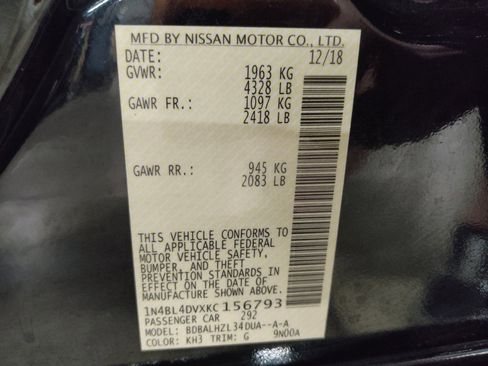 MFD BY NISSAN MOTOR CO., LTD.
DATE: 12/18
GVWR: 1963 KG
4328 LB
GAWR FR.: 1097 KG
2418 LB
GAWR RR.: 945 KG
2083 LB
THIS VEHICLE CONFORMS TO
ALL APPLICABLE FEDERAL
MOTOR VEHICLE SAFETY,
BUMPER, AND THEFT
PREVENTION STANDARDS IN
EFFECT ON THE DATE OF
MANUFACTURE SHOWN ABOVE.
1N4BL4DVXKC156793
PASSENGER CAR 292
MODEL: BDBALHZL34DUA--A-A
COLOR: KH3 TRIM: G 9N00A